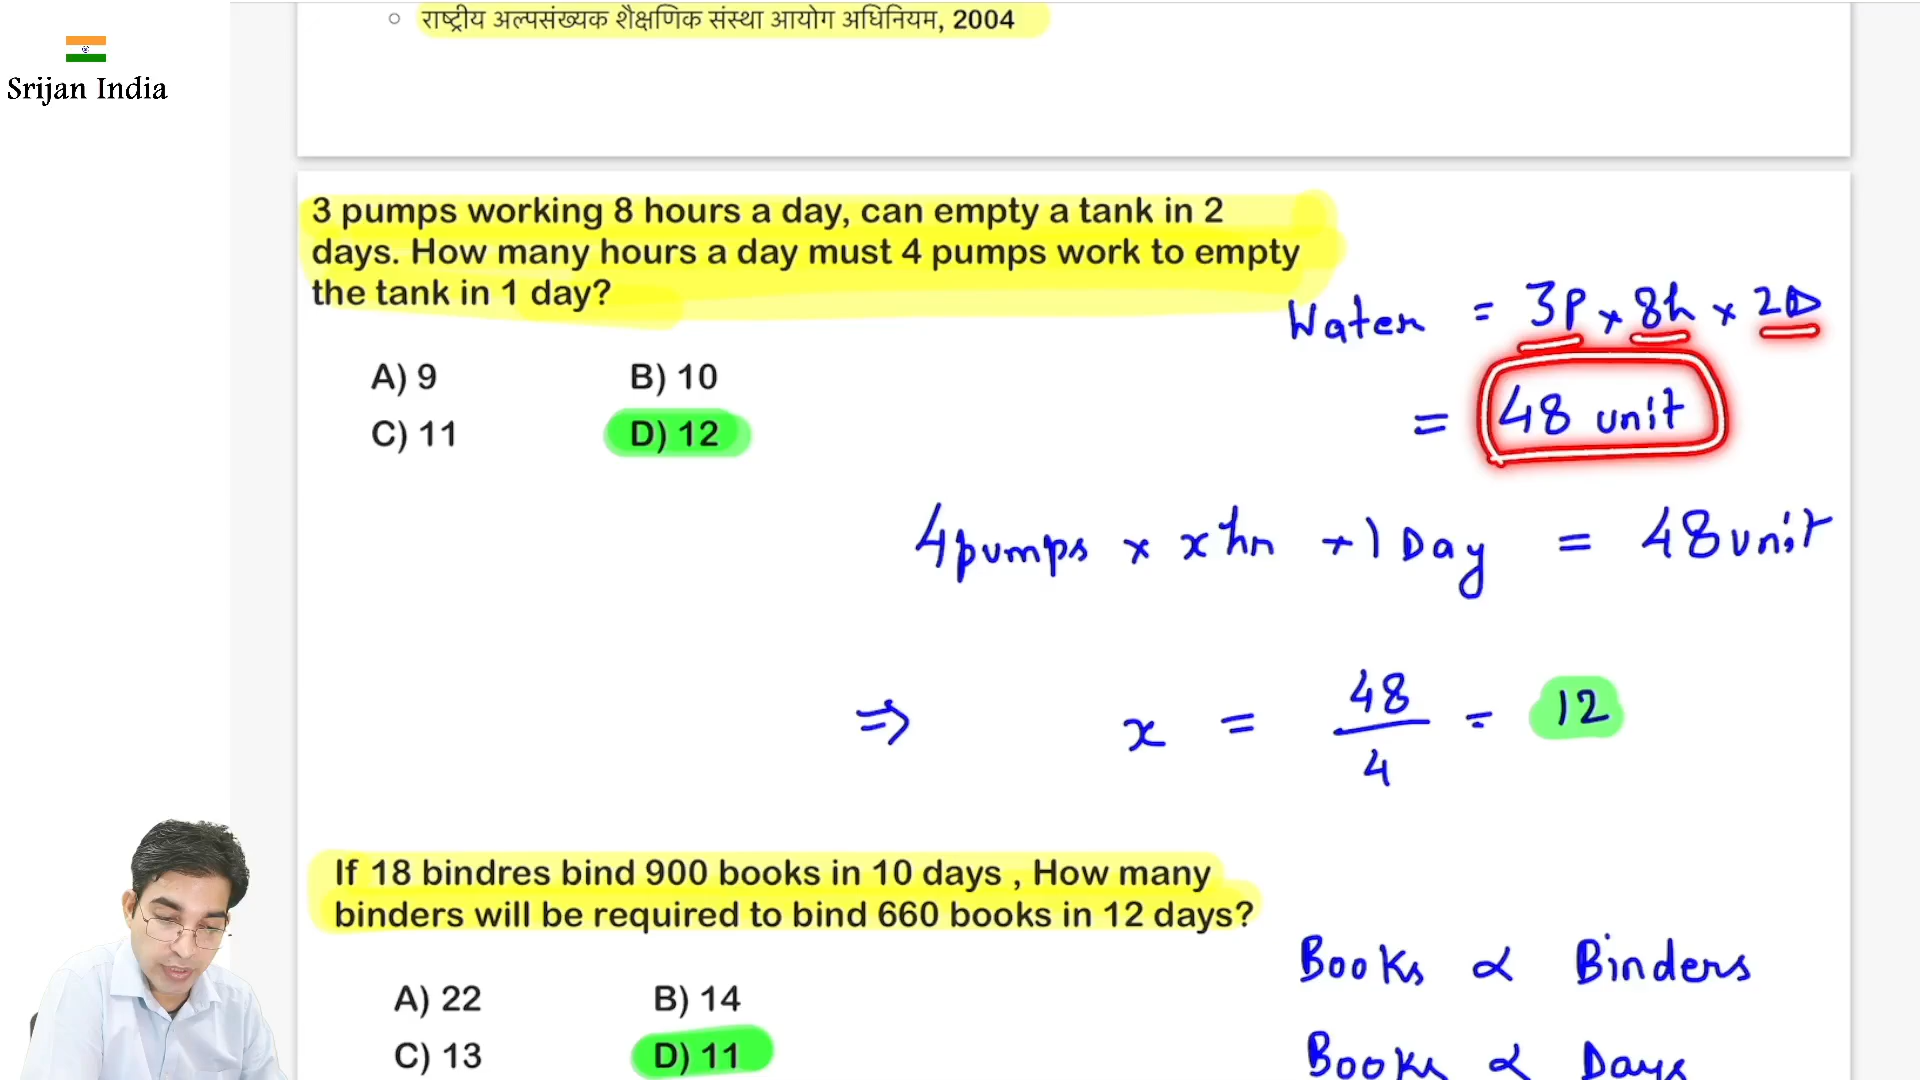 राष्ट्रीय अल्पसंख्यक शैक्षणिक संस्था आयोग अधिनियम, 2004
Srijan India
3 pumps working 8 hours a day, can empty a tank in 2
days. How many hours a day must 4 pumps work to empty
the tank in 1 day?
A) 9
B) 10
C) 11
D) 12
Water = 3P × 8h × 2D
= 48 unit
4 pumps × x hr × 1 Day = 48 unit
⇒ x = 48/4 = 12
If 18 bindres bind 900 books in 10 days , How many
binders will be required to bind 660 books in 12 days?
A) 22
B) 14
C) 13
D) 11
Books ∝ Binders
Books ∝ Days